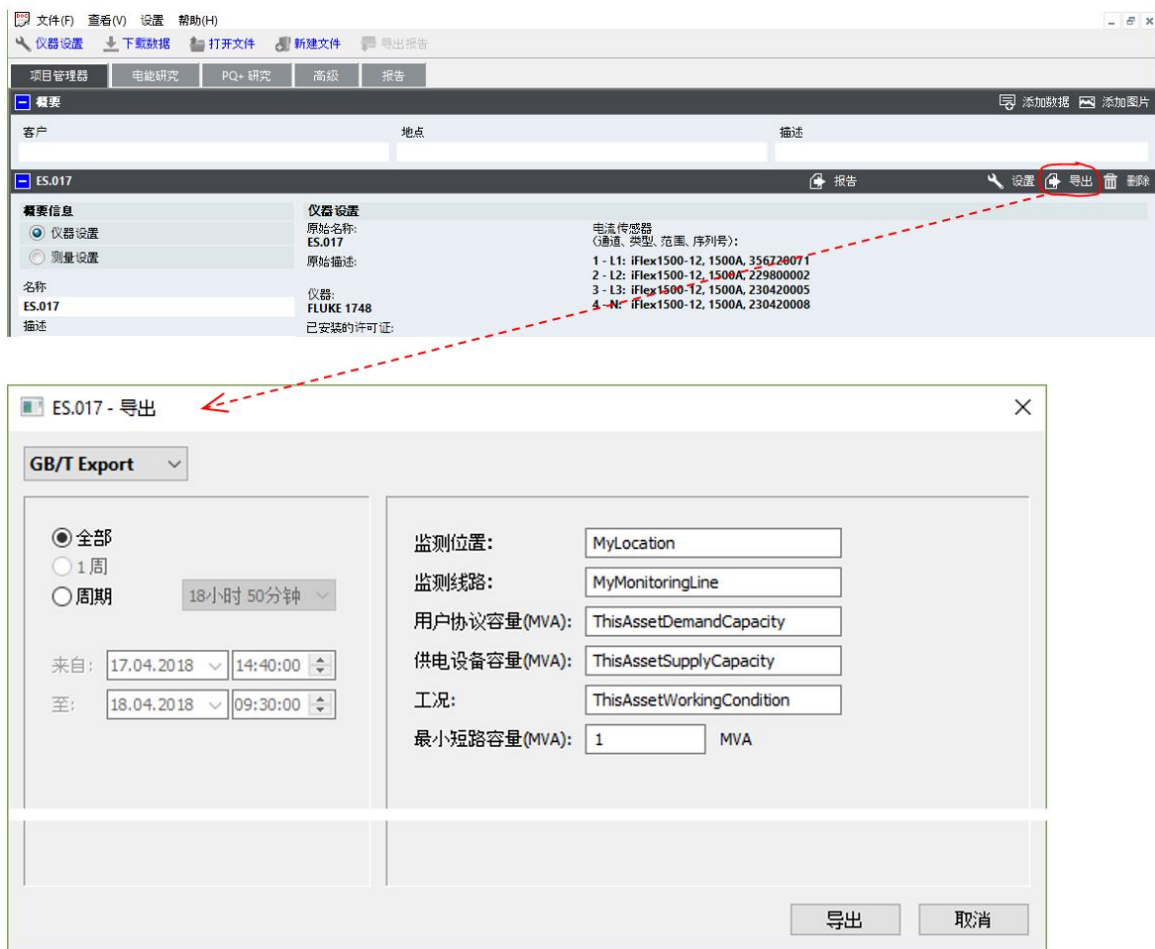 文件(F) 查看(V) 设置 帮助(H)
仪器设置 下载数据 打开文件 新建文件 导出报告
项目管理器 电能研究 PQ+ 研究 高级 报告
概要 添加数据 添加图片
客户 地点 描述
ES.017 报告 设置 导出 删除
概要信息 仪器设置
仪器设置
测量设置
名称
ES.017
描述
原始名称:
ES.017
原始描述:
仪器:
FLUKE 1748
已安装的许可证:
电流传感器
(通道、类型、范围、序列号):
1 - L1: iFlex1500-12, 1500A, 356720071
2 - L2: iFlex1500-12, 1500A, 229800002
3 - L3: iFlex1500-12, 1500A, 230420005
4 - N: iFlex1500-12, 1500A, 230420008
ES.017 - 导出
GB/T Export
全部
1 周
周期 18小时 50分钟
来自: 17.04.2018 14:40:00
至: 18.04.2018 09:30:00
监测位置: MyLocation
监测线路: MyMonitoringLine
用户协议容量(MVA): ThisAssetDemandCapacity
供电设备容量(MVA): ThisAssetSupplyCapacity
工况: ThisAssetWorkingCondition
最小短路容量(MVA): 1 MVA
导出 取消